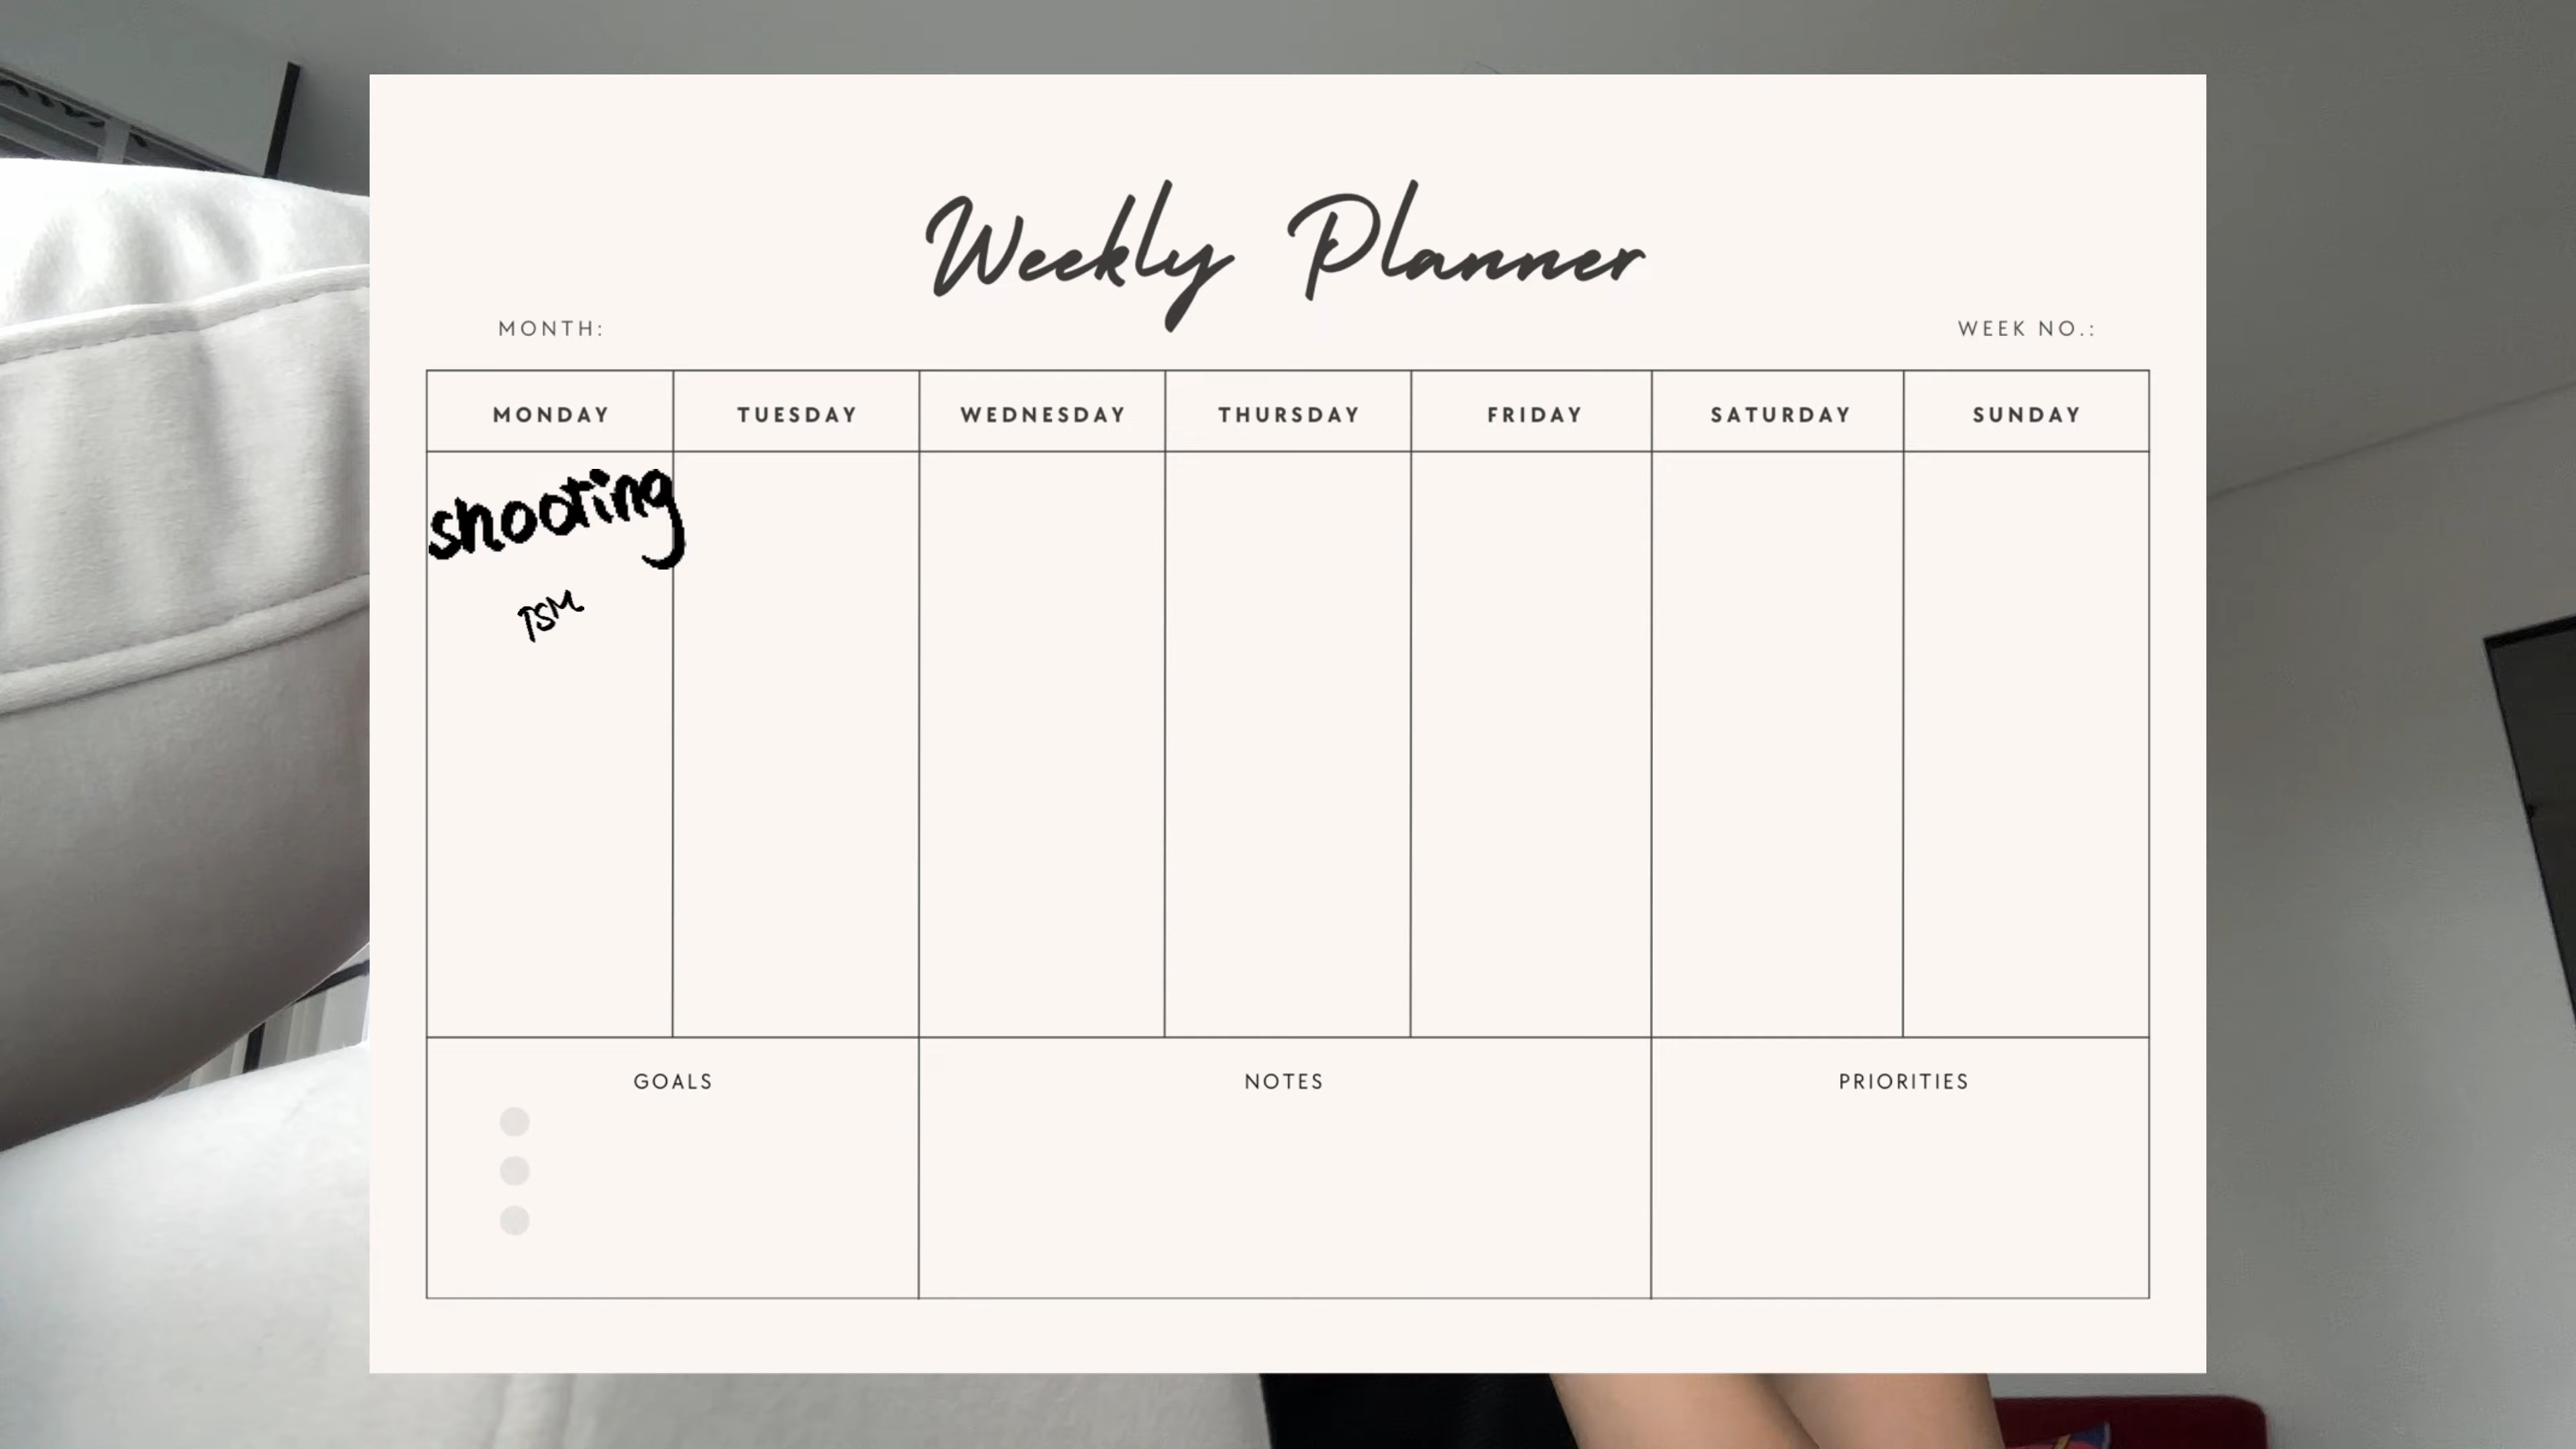 Weekly Planner
MONTH:
WEEK NO.:
MONDAY TUESDAY WEDNESDAY THURSDAY FRIDAY SATURDAY SUNDAY
shooting
TSM
GOALS NOTES PRIORITIES